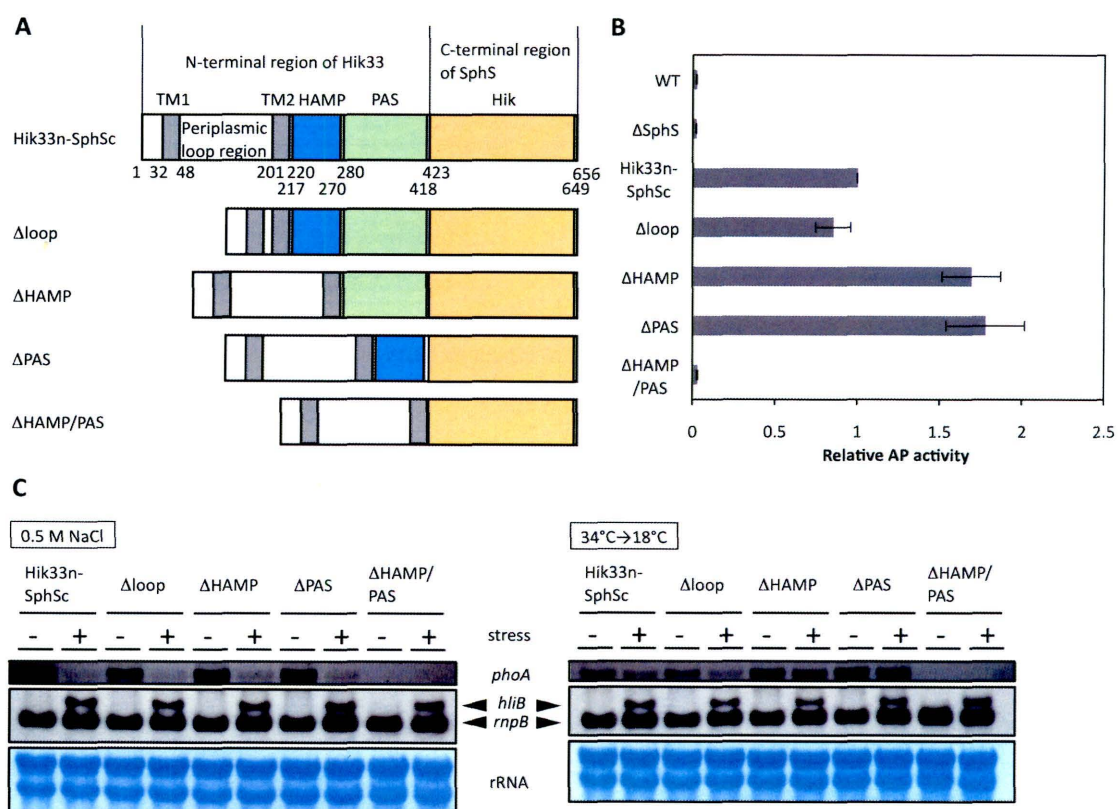 A
N-terminal region of Hik33
C-terminal region
of SphS
TM1
TM2 HAMP
PAS
Hik
Hik33n-SphSc
Periplasmic
loop region
1 32 48 201 220 280 423 656
217 270 418 649
Δloop
ΔHAMP
ΔPAS
ΔHAMP/PAS
B
WT
ΔSphS
Hik33n-
SphSc
Δloop
ΔHAMP
ΔPAS
ΔHAMP
/PAS
0 0.5 1 1.5 2 2.5
Relative AP activity
C
0.5 M NaCl
Hik33n-
SphSc
Δloop
ΔHAMP
ΔPAS
ΔHAMP/
PAS
- + - + - + - + - +
stress
phoA
hliB
rnpB
rRNA
34°C→18°C
Hik33n-
SphSc
Δloop
ΔHAMP
ΔPAS
ΔHAMP/
PAS
- + - + - + - + - +